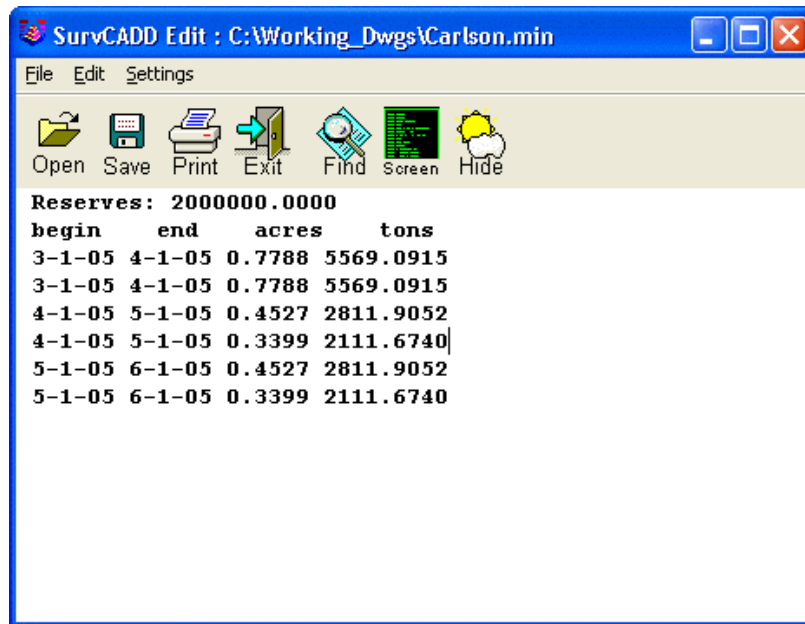 SurvCADD Edit : C:\Working_Dwgs\Carlson.min
File Edit Settings
Open Save Print Exit Find Screen Hide
Reserves: 2000000.0000
begin end acres tons
3-1-05 4-1-05 0.7788 5569.0915
3-1-05 4-1-05 0.7788 5569.0915
4-1-05 5-1-05 0.4527 2811.9052
4-1-05 5-1-05 0.3399 2111.6740
5-1-05 6-1-05 0.4527 2811.9052
5-1-05 6-1-05 0.3399 2111.6740